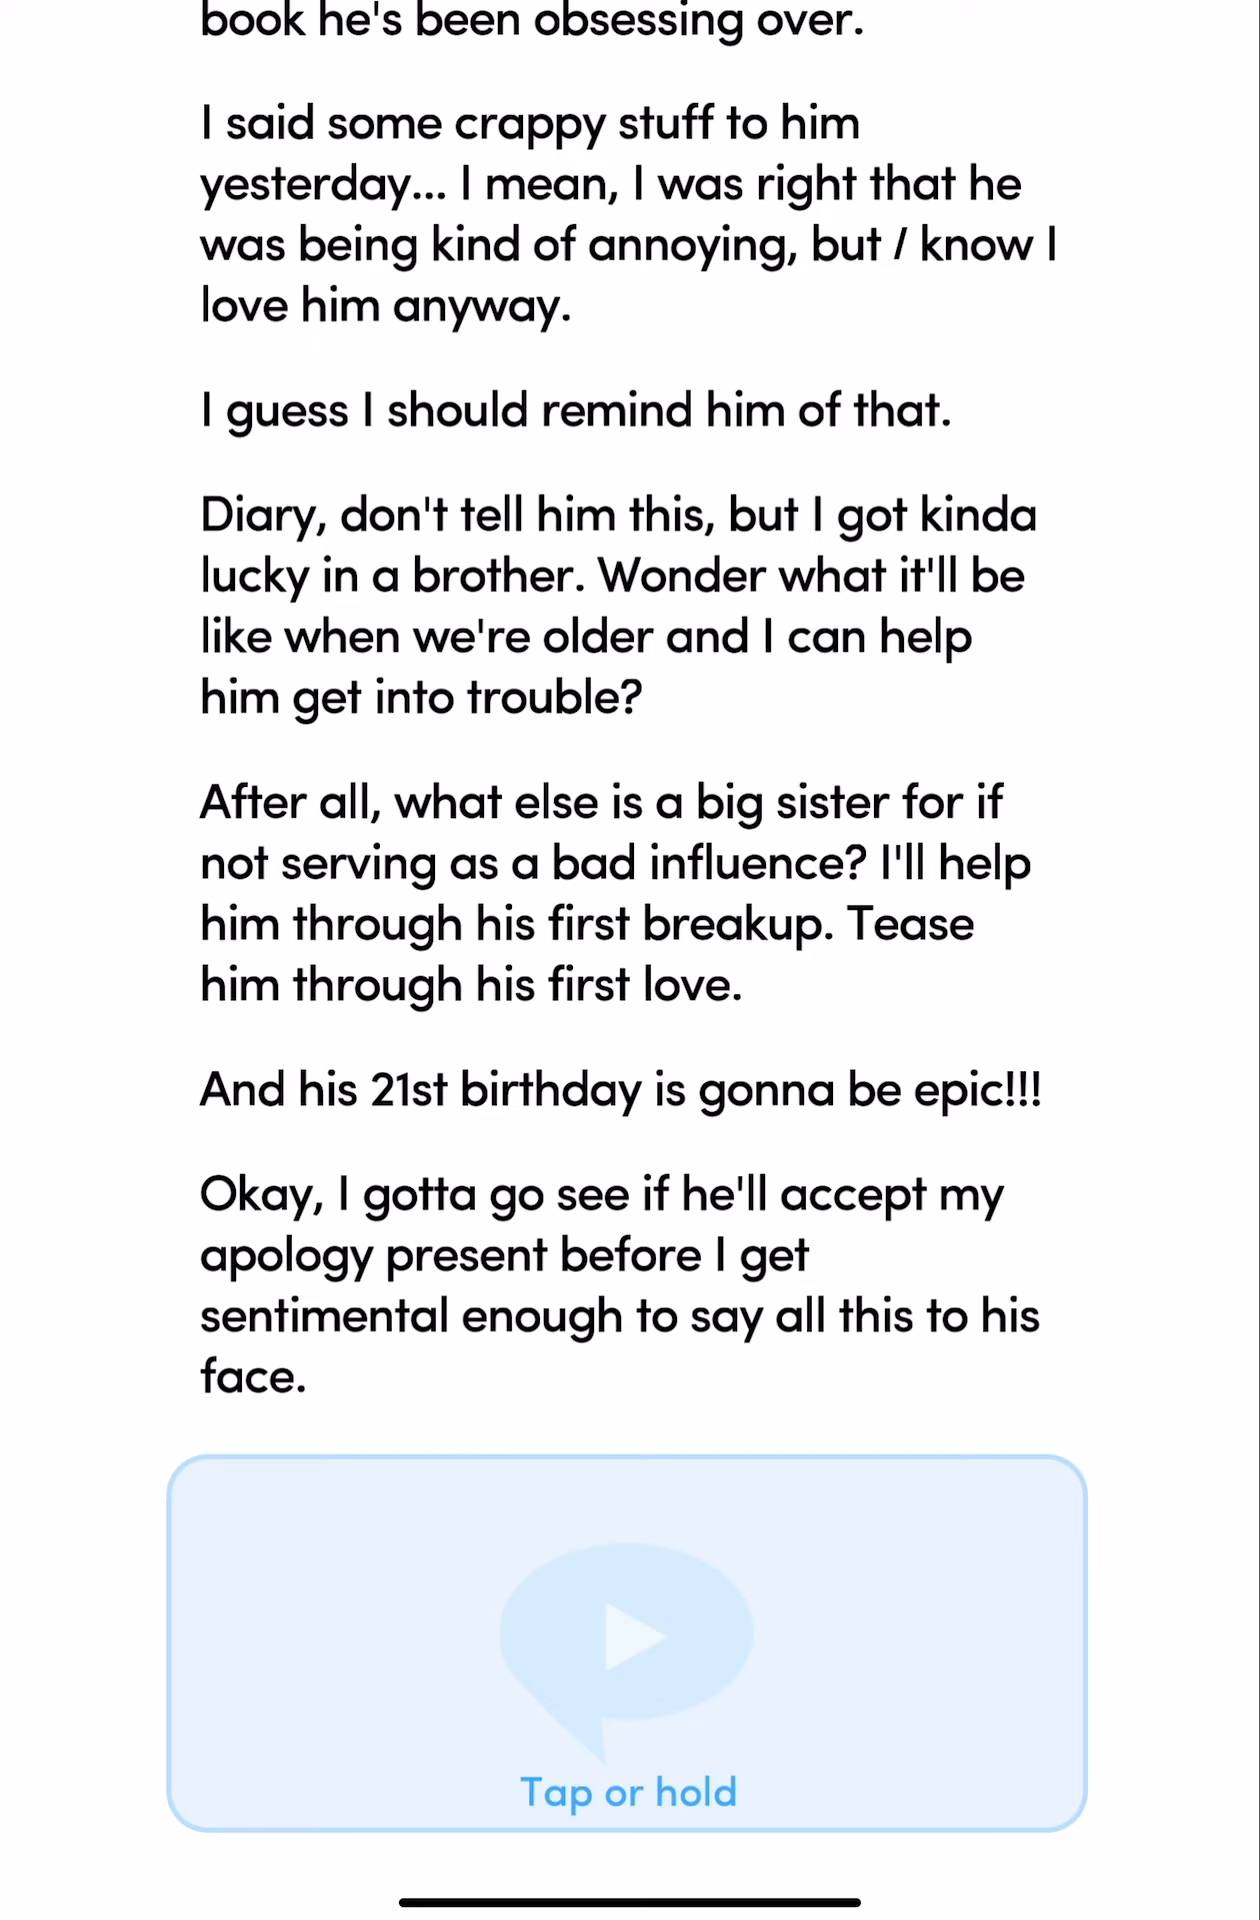 book he's been obsessing over.
I said some crappy stuff to him
yesterday... I mean, I was right that he
was being kind of annoying, but I know I
love him anyway.
I guess I should remind him of that.
Diary, don't tell him this, but I got kinda
lucky in a brother. Wonder what it'll be
like when we're older and I can help
him get into trouble?
After all, what else is a big sister for if
not serving as a bad influence? I'll help
him through his first breakup. Tease
him through his first love.
And his 21st birthday is gonna be epic!!!
Okay, I gotta go see if he'll accept my
apology present before I get
sentimental enough to say all this to his
face.
Tap or hold